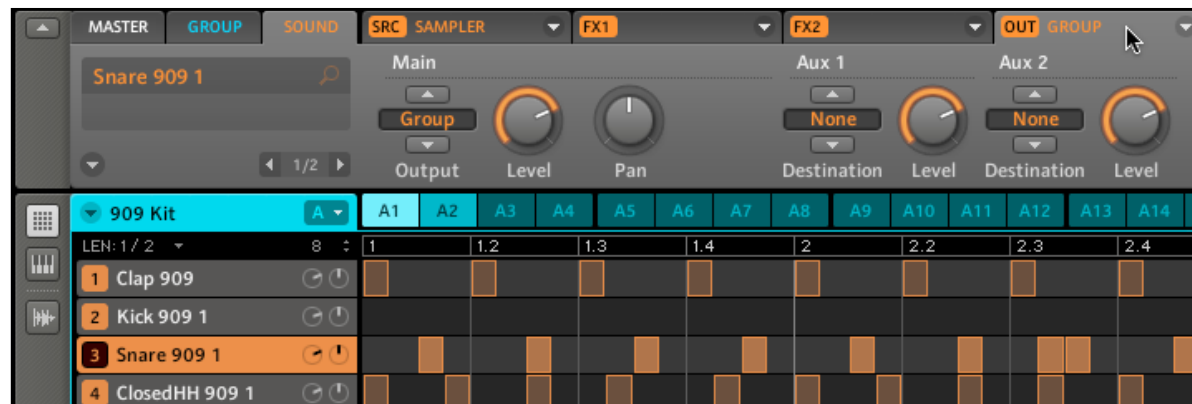 MASTER GROUP SOUND SRC SAMPLER FX1 FX2 OUT GROUP
Main Aux 1 Aux 2
Snare 909 1
Group None None
1/2 Output Level Pan Destination Level Destination Level
909 Kit A A1 A2 A3 A4 A5 A6 A7 A8 A9 A10 A11 A12 A13 A14
LEN: 1 / 2 8 1 1.2 1.3 1.4 2 2.2 2.3 2.4
1 Clap 909
2 Kick 909 1
3 Snare 909 1
4 ClosedHH 909 1